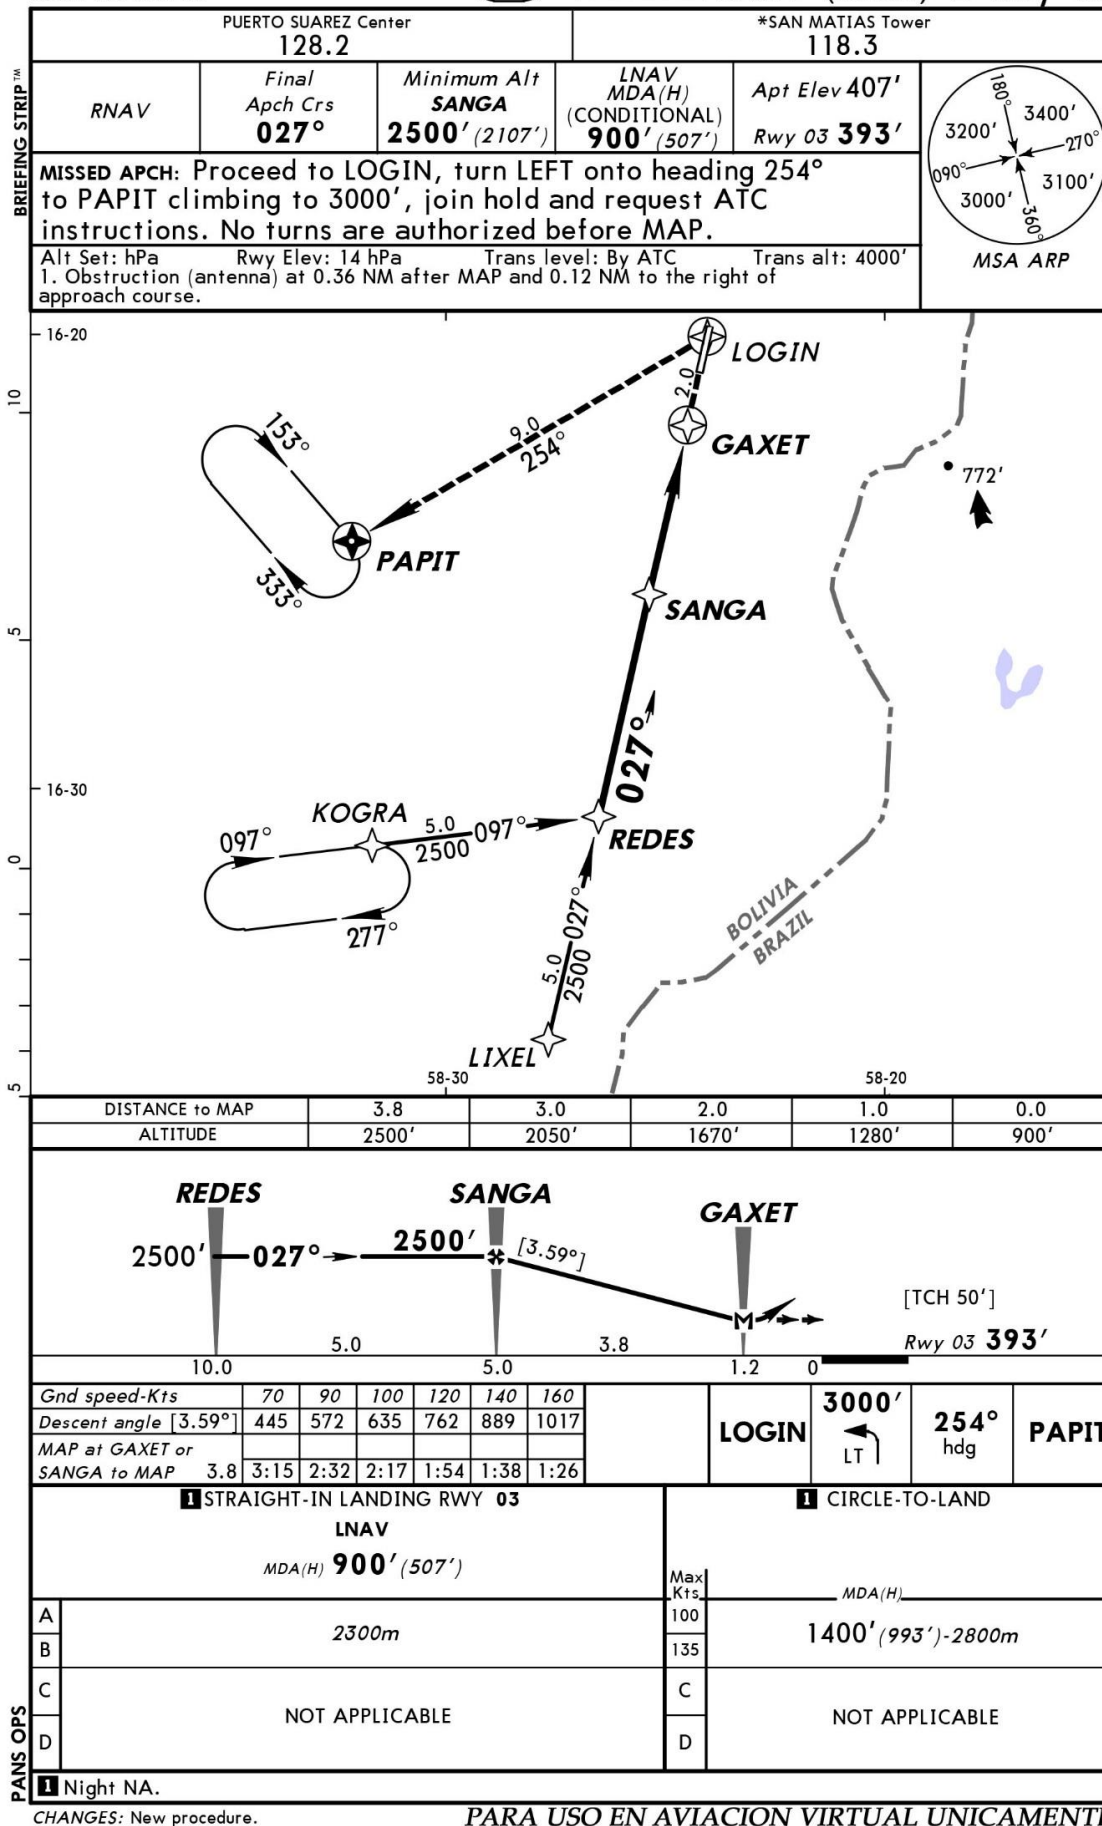 PUERTO SUAREZ Center
128.2
*SAN MATIAS Tower
118.3
BRIEFING STRIP™
RNAV
Final
Apch Crs
027°
Minimum Alt
SANGA
2500' (2107')
LNAV
MDA(H)
(CONDITIONAL)
900' (507')
Apt Elev 407'
Rwy 03 393'
MISSED APCH: Proceed to LOGIN, turn LEFT onto heading 254°
to PAPIT climbing to 3000', join hold and request ATC
instructions. No turns are authorized before MAP.
Alt Set: hPa Rwy Elev: 14 hPa Trans level: By ATC Trans alt: 4000'
1. Obstruction (antenna) at 0.36 NM after MAP and 0.12 NM to the right of
approach course.
180°
3400'
3200'
270°
090°
3100'
3000'
360°
MSA ARP
16-20
LOGIN
2.0
10
153°
9.0
254°
GAXET
772'
PAPIT
333°
SANGA
5
027°
16-30
KOGRA
5.0
097°
2500
097°
REDES
0
277°
027°
5.0
2500
BOLIVIA
BRAZIL
LIXEL
5
58-30
58-20
DISTANCE to MAP 3.8 3.0 2.0 1.0 0.0
ALTITUDE 2500' 2050' 1670' 1280' 900'
REDES
SANGA
GAXET
2500'
027°
2500'
[3.59°]
M
[TCH 50']
Rwy 03 393'
5.0
3.8
10.0
5.0
1.2
0
Gnd speed-Kts 70 90 100 120 140 160
Descent angle [3.59°] 445 572 635 762 889 1017
MAP at GAXET or
SANGA to MAP 3.8 3:15 2:32 2:17 1:54 1:38 1:26
LOGIN
3000'
LT
254°
hdg
PAPIT
1 STRAIGHT-IN LANDING RWY 03
LNAV
MDA(H) 900' (507')
1 CIRCLE-TO-LAND
Max
Kts
MDA(H)
A
B
2300m
100
135
1400' (993')-2800m
C
D
NOT APPLICABLE
C
D
NOT APPLICABLE
PANS OPS
1 Night NA.
CHANGES: New procedure.
PARA USO EN AVIACION VIRTUAL UNICAMENTE